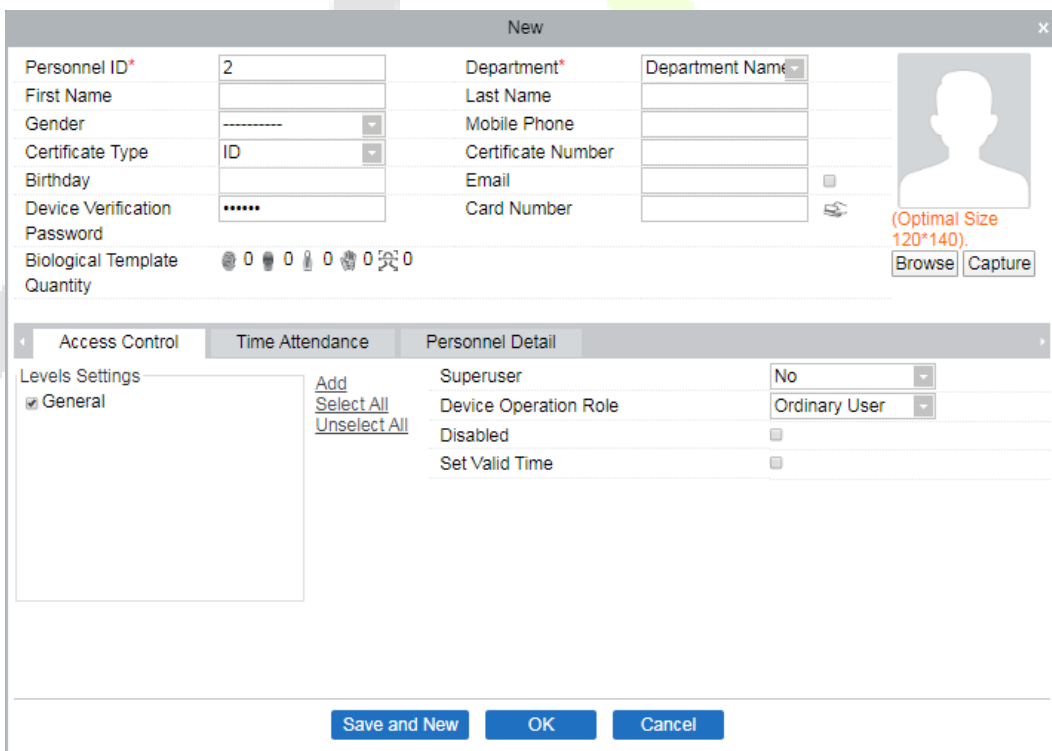 New ×
Personnel ID* 2 Department* Department Name
First Name Last Name
Gender ---------- Mobile Phone
Certificate Type ID Certificate Number
Birthday Email
Device Verification Password •••••• Card Number
(Optimal Size
120*140).
Biological Template Quantity 0 0 0 0 0
Browse Capture
Access Control Time Attendance Personnel Detail
Levels Settings
General
Add
Select All
Unselect All
Superuser No
Device Operation Role Ordinary User
Disabled
Set Valid Time
Save and New OK Cancel